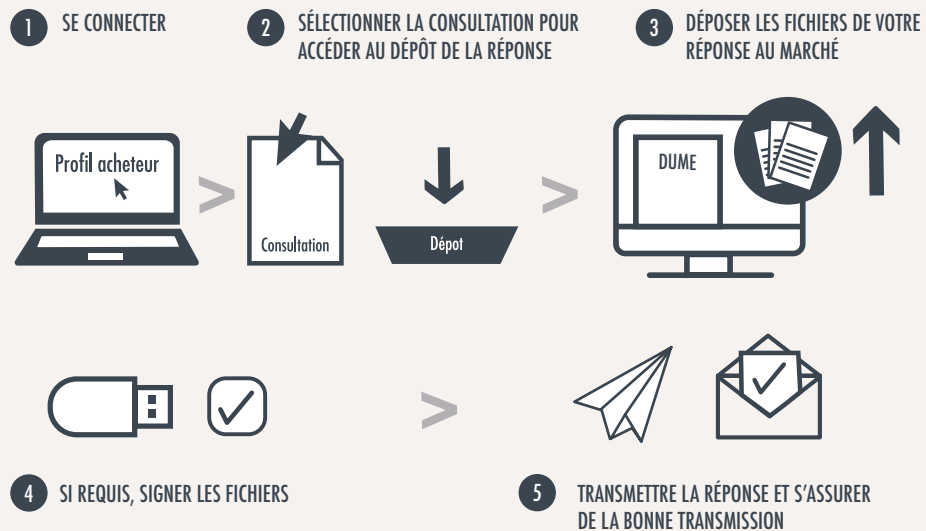 1 SE CONNECTER
2 SÉLECTIONNER LA CONSULTATION POUR
ACCÉDER AU DÉPÔT DE LA RÉPONSE
3 DÉPOSER LES FICHIERS DE VOTRE
RÉPONSE AU MARCHÉ
Profil acheteur
>
Consultation
Dépot
>
DUME
>
4 SI REQUIS, SIGNER LES FICHIERS
5 TRANSMETTRE LA RÉPONSE ET S'ASSURER
DE LA BONNE TRANSMISSION